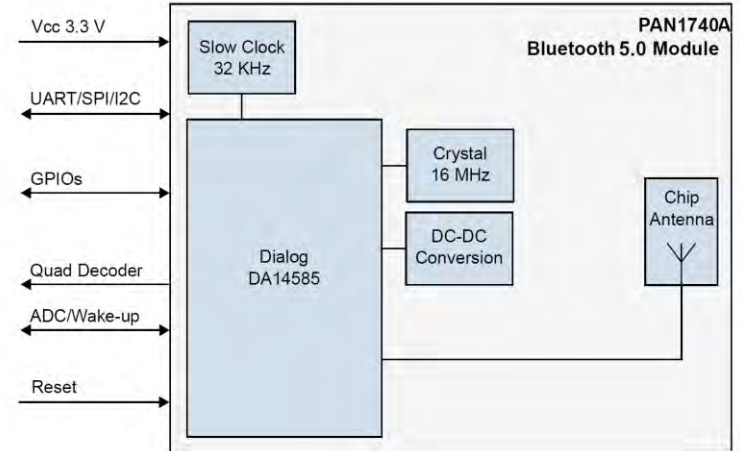 Vcc 3.3 V
UART/SPI/I2C
GPIOs
Quad Decoder
ADC/Wake-up
Reset
PAN1740A
Bluetooth 5.0 Module
Slow Clock
32 KHz
Crystal
16 MHz
DC-DC
Conversion
Dialog
DA14585
Chip
Antenna